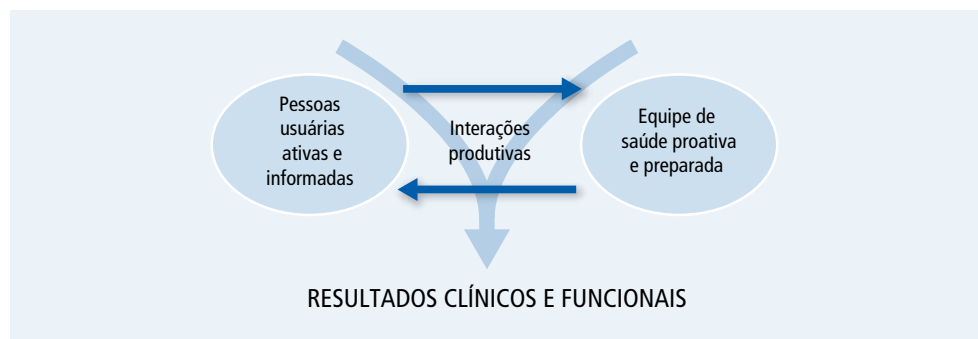 Pessoas
usuárias
ativas e
informadas
Interações
produtivas
Equipe de
saúde proativa
e preparada
RESULTADOS CLÍNICOS E FUNCIONAIS